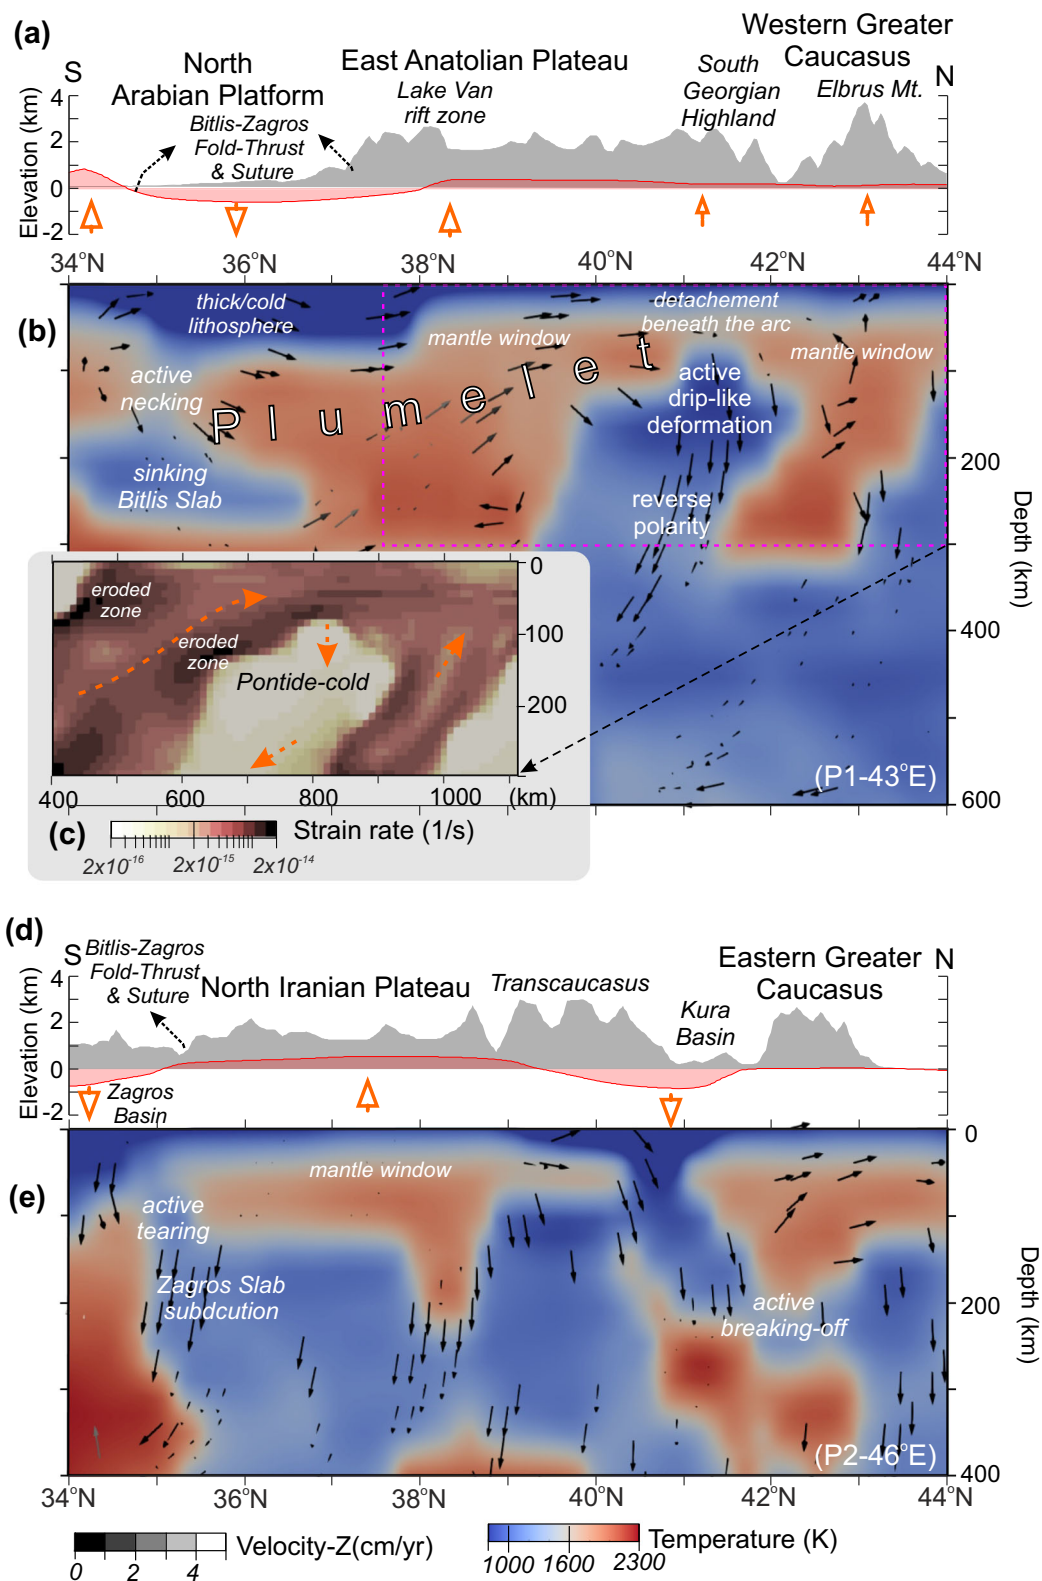 (a)
S
North
Arabian Platform
East Anatolian Plateau
Western Greater
Caucasus
N
Bitlis-Zagros
Fold-Thrust
& Suture
Lake Van
rift zone
South
Georgian
Highland
Elbrus Mt.
Elevation (km)
4
2
0
-2
34°N
36°N
38°N
40°N
42°N
44°N
(b)
thick/cold
lithosphere
detachement
beneath the arc
mantle window
mantle window
active
necking
Plumelet
active
drip-like
deformation
sinking
Bitlis Slab
reverse
polarity
200
400
600
Depth (km)
(P1-43°E)
eroded
zone
eroded
zone
Pontide-cold
0
-100
-200
400
600
800
1000
(km)
(c)
Strain rate (1/s)
2x10-16
2x10-15
2x10-14
(d)
S
Bitlis-Zagros
Fold-Thrust
& Suture
North Iranian Plateau
Transcaucasus
Kura
Basin
Eastern Greater
Caucasus
N
Elevation (km)
4
2
0
-2
Zagros
Basin
(e)
mantle window
active
tearing
Zagros Slab
subdcution
active
breaking-off
0
200
400
Depth (km)
(P2-46°E)
34°N
36°N
38°N
40°N
42°N
44°N
Velocity-Z(cm/yr)
0
2
4
Temperature (K)
1000
1600
2300